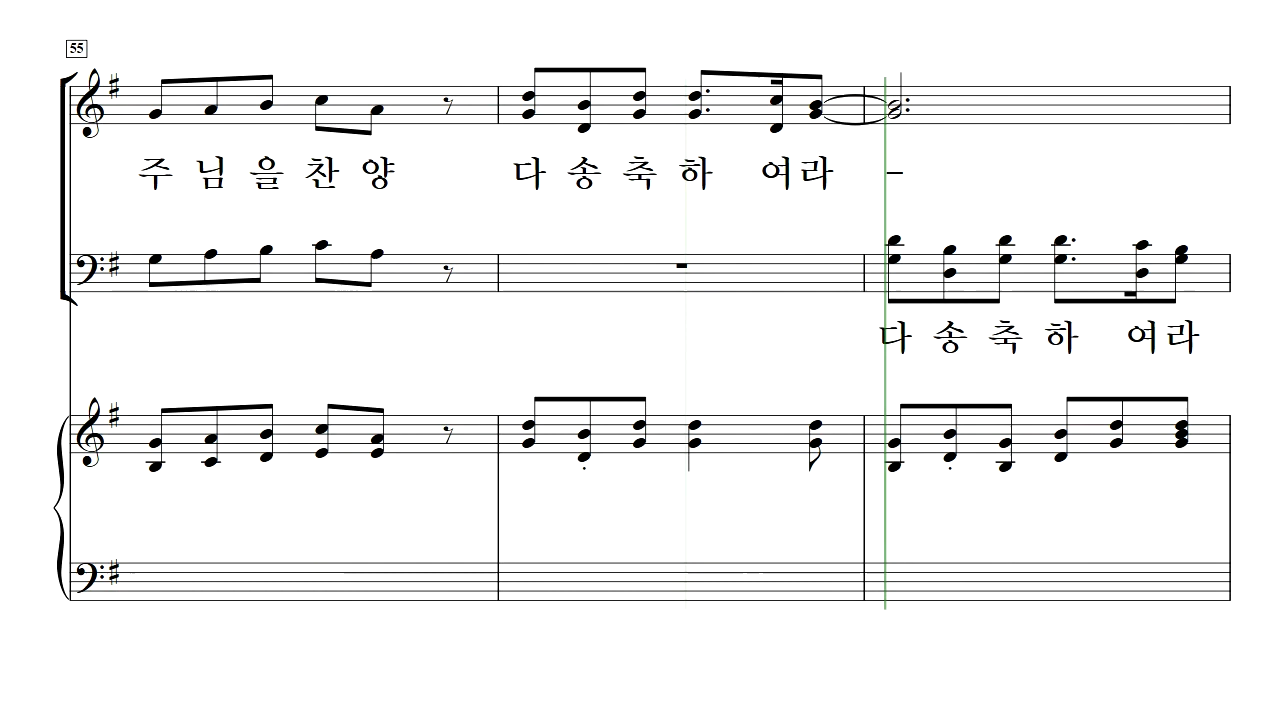 55
주 님 을 찬 양 다 송 축 하 여 라 -
다 송 축 하 여 라